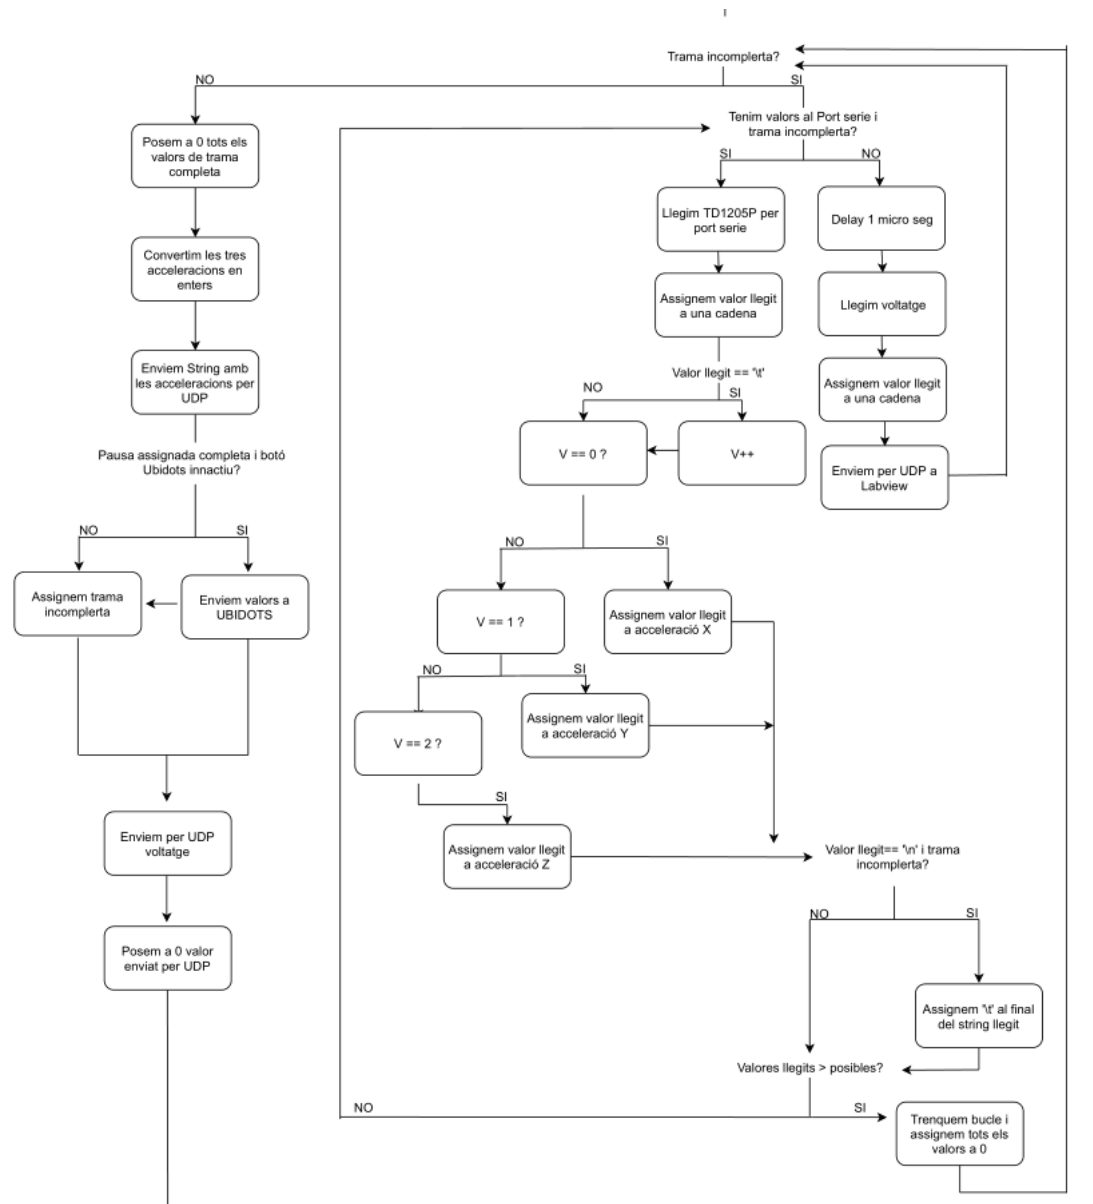 Trama incomplerta?
NO
SI
Posem a 0 tots els
valors de trama
completa
Tenim valors al Port serie i
trama incomplerta?
SI
NO
Llegim TD1205P per
port serie
Delay 1 micro seg
Convertim les tres
acceleracions en
enters
Assignem valor llegit
a una cadena
Llegim voltatge
Enviem String amb
les acceleracions per
UDP
Valor llegit == '\t'
Assignem valor llegit
a una cadena
NO
SI
V == 0 ?
V++
Enviem per UDP a
Labview
Pausa assignada completa i botó
Ubidots innactiu?
NO
SI
NO
SI
Assignem trama
incomplerta
Enviem valors a
UBIDOTS
V == 1 ?
Assignem valor llegit
a acceleració X
NO
SI
V == 2 ?
Assignem valor llegit
a acceleració Y
SI
Enviem per UDP
voltatge
Assignem valor llegit
a acceleració Z
Valor llegit== '\n' i trama
incomplerta?
NO
SI
Posem a 0 valor
enviat per UDP
Assignem '\t' al final
del string llegit
Valores llegits > posibles?
NO
SI
Trenquem bucle i
assignem tots els
valors a 0